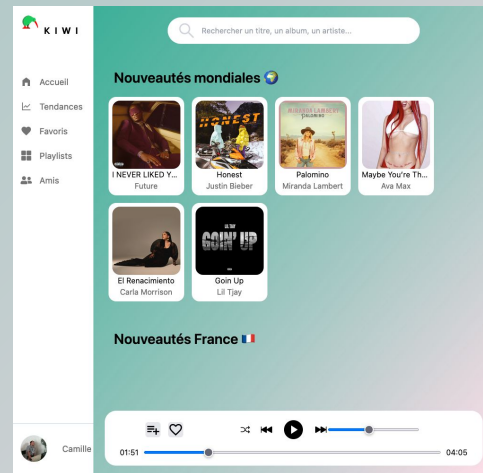 KIWI
Rechercher un titre, un album, un artiste...
Accueil
Tendances
Favoris
Playlists
Amis
Nouveautés mondiales
HONEST
MIRANDA LAMBERT
PALOMINO
I NEVER LIKED Y...
Future
Honest
Justin Bieber
Palomino
Miranda Lambert
Maybe You're Th...
Ava Max
LIL TJAY
GOIN' UP
El Renacimiento
Carla Morrison
Goin Up
Lil Tjay
Nouveautés France
Camille
01:51
04:05